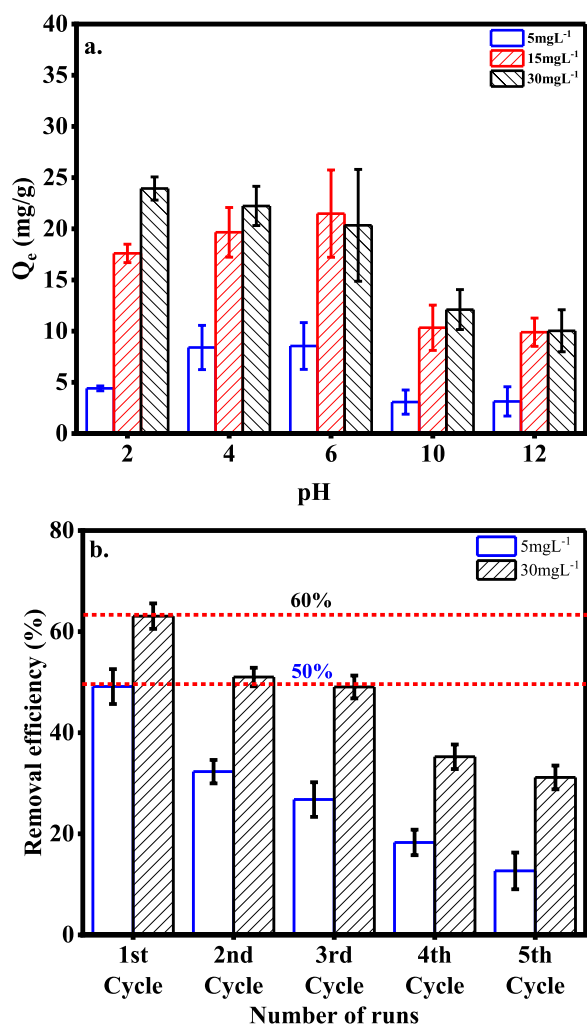 a.
5mgL⁻¹
15mgL⁻¹
30mgL⁻¹
40
35
30
25
20
15
10
5
0
Qₑ (mg/g)
2 4 6 10 12
pH
b.
5mgL⁻¹
30mgL⁻¹
80
60
40
20
0
60%
50%
Removal efficiency (%)
1st 2nd 3rd 4th 5th
Cycle Cycle Cycle Cycle Cycle
Number of runs